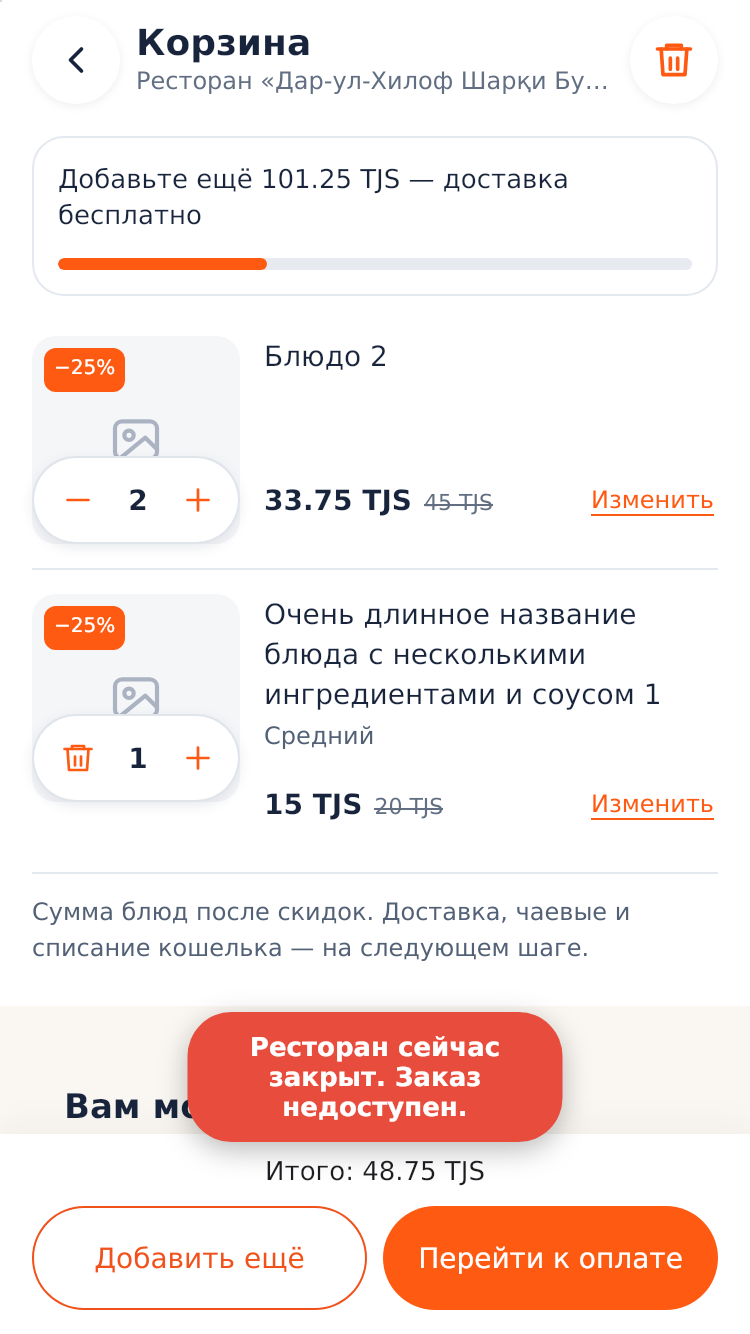 Корзина
Ресторан «Дар-ул-Хилоф Шарқи Бу...
Добавьте ещё 101.25 TJS — доставка
бесплатно
−25%
Блюдо 2
2
33.75 TJS 45 TJS
Изменить
−25%
Очень длинное название
блюда с несколькими
ингредиентами и соусом 1
Средний
1
15 TJS 20 TJS
Изменить
Сумма блюд после скидок. Доставка, чаевые и
списание кошелька — на следующем шаге.
Ресторан сейчас
закрыт. Заказ
недоступен.
Вам
Итого: 48.75 TJS
Добавить ещё
Перейти к оплате